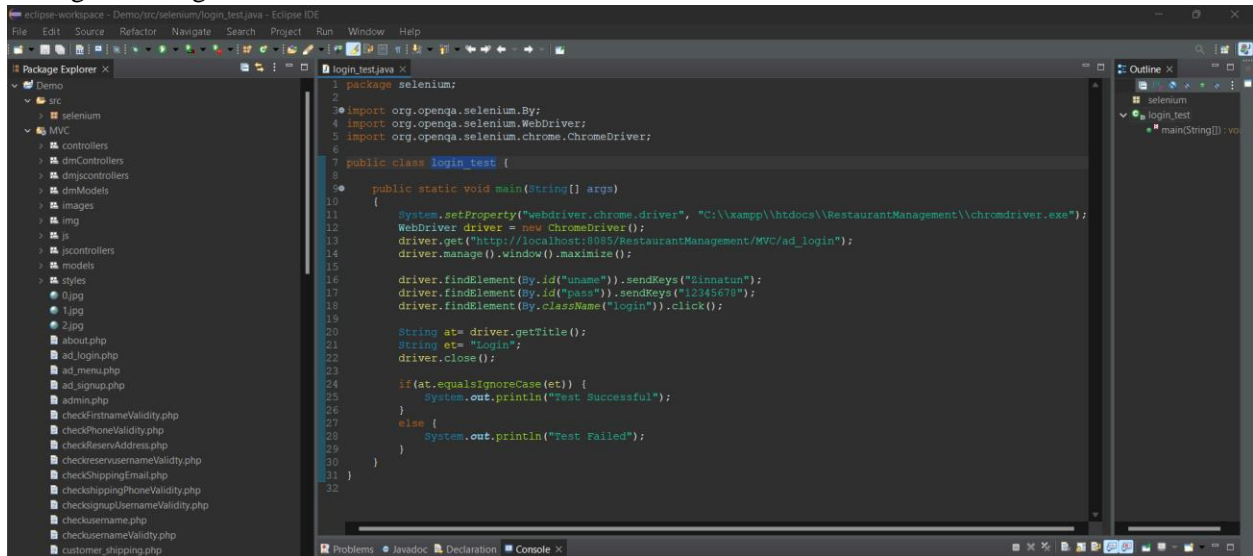 eclipse-workspace - Demo/src/selenium/login_test.java - Eclipse IDE
File Edit Source Refactor Navigate Search Project Run Window Help
Package Explorer
Demo
src
selenium
MVC
controllers
dmControllers
dmjscontrollers
dmModels
images
img
js
jscontrollers
models
styles
0.jpg
1.jpg
2.jpg
about.php
ad_login.php
ad_menu.php
ad_signup.php
admin.php
checkFirstnameValidity.php
checkPhoneValidity.php
checkReservAddress.php
checkreservusernameValidty.php
checkShippingEmail.php
checkshippingPhoneValidity.php
checksignupUsernameValidity.php
checkusername.php
checkusernameValidty.php
customer_shipping.php
login_test.java
1 package selenium;
2
3 import org.openqa.selenium.By;
4 import org.openqa.selenium.WebDriver;
5 import org.openqa.selenium.chrome.ChromeDriver;
6
7 public class login_test {
8
9 public static void main(String[] args)
10 {
11 System.setProperty("webdriver.chrome.driver", "C:\\xampp\\htdocs\\RestaurantManagement\\chromdriver.exe");
12 WebDriver driver = new ChromeDriver();
13 driver.get("http://localhost:8085/RestaurantManagement/MVC/ad_login");
14 driver.manage().window().maximize();
15
16 driver.findElement(By.id("uname")).sendKeys("Zinnatun");
17 driver.findElement(By.id("pass")).sendKeys("12345678");
18 driver.findElement(By.className("login")).click();
19
20 String at= driver.getTitle();
21 String et= "Login";
22 driver.close();
23
24 if(at.equalsIgnoreCase(et)) {
25 System.out.println("Test Successful");
26 }
27 else {
28 System.out.println("Test Failed");
29 }
30 }
31 }
32
Outline
selenium
login_test
main(String[]) : vo
Problems Javadoc Declaration Console